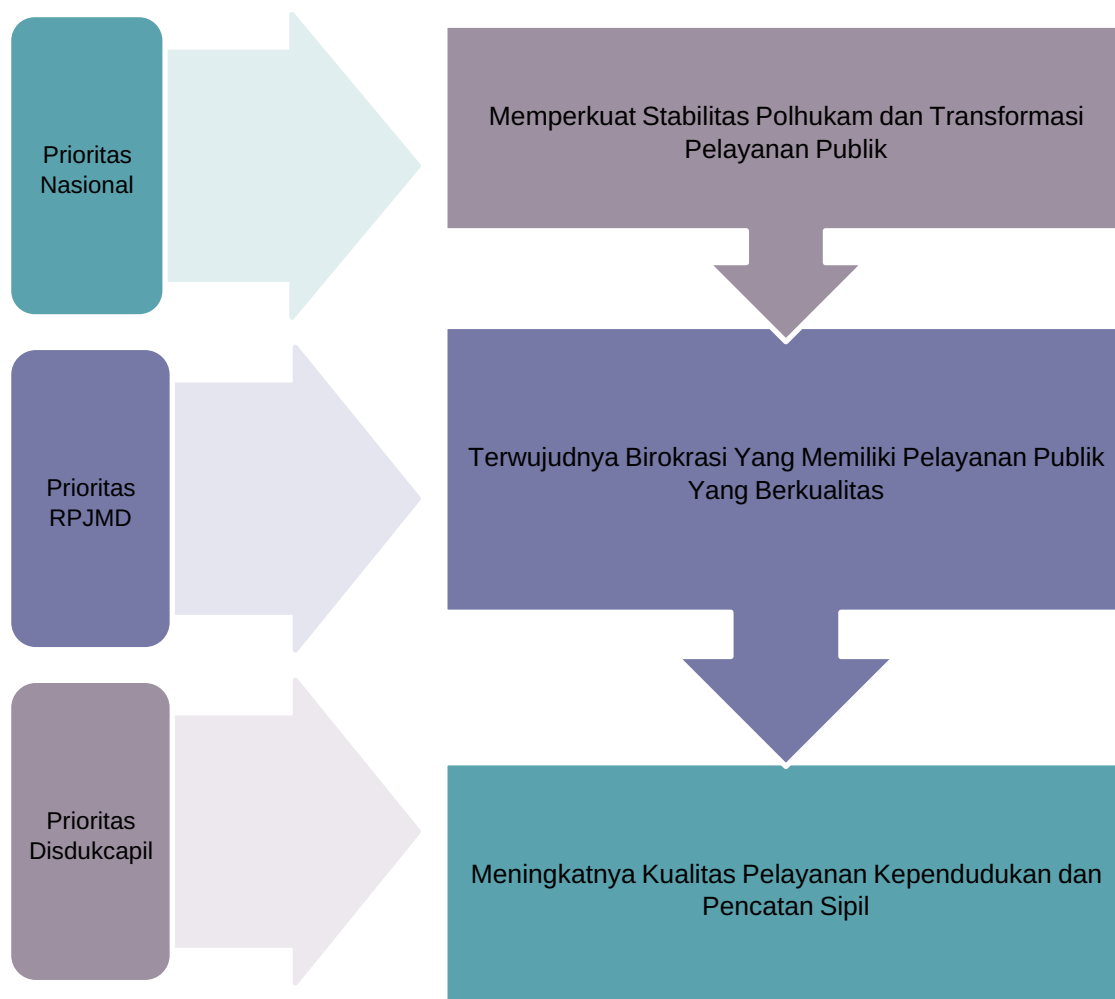 Prioritas
Nasional
Memperkuat Stabilitas Polhukam dan Transformasi
Pelayanan Publik
Prioritas
RPJMD
Terwujudnya Birokrasi Yang Memiliki Pelayanan Publik
Yang Berkualitas
Prioritas
Disdukcapil
Meningkatnya Kualitas Pelayanan Kependudukan dan
Pencatan Sipil